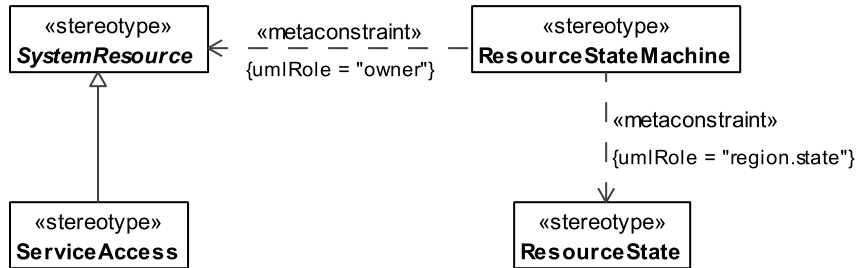 «stereotype»
SystemResource
«metaconstraint»
{umlRole = "owner"}
«stereotype»
ResourceStateMachine
«metaconstraint»
{umlRole = "region.state"}
«stereotype»
ServiceAccess
«stereotype»
ResourceState